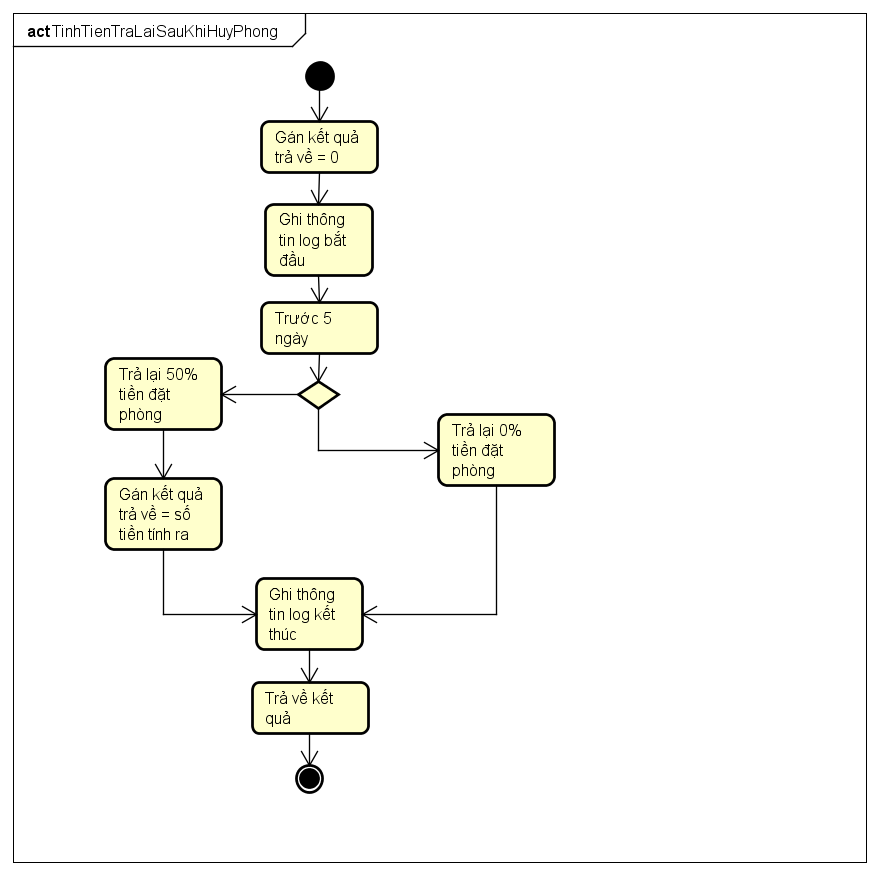 act TinhTienTraLaiSauKhiHuyPhong
Gán kết quả
trả về = 0
Ghi thông
tin log bắt
đầu
Trước 5
ngày
Trả lại 50%
tiền đặt
phòng
Trả lại 0%
tiền đặt
phòng
Gán kết quả
trả về = số
tiền tính ra
Ghi thông
tin log kết
thúc
Trả về kết
quả